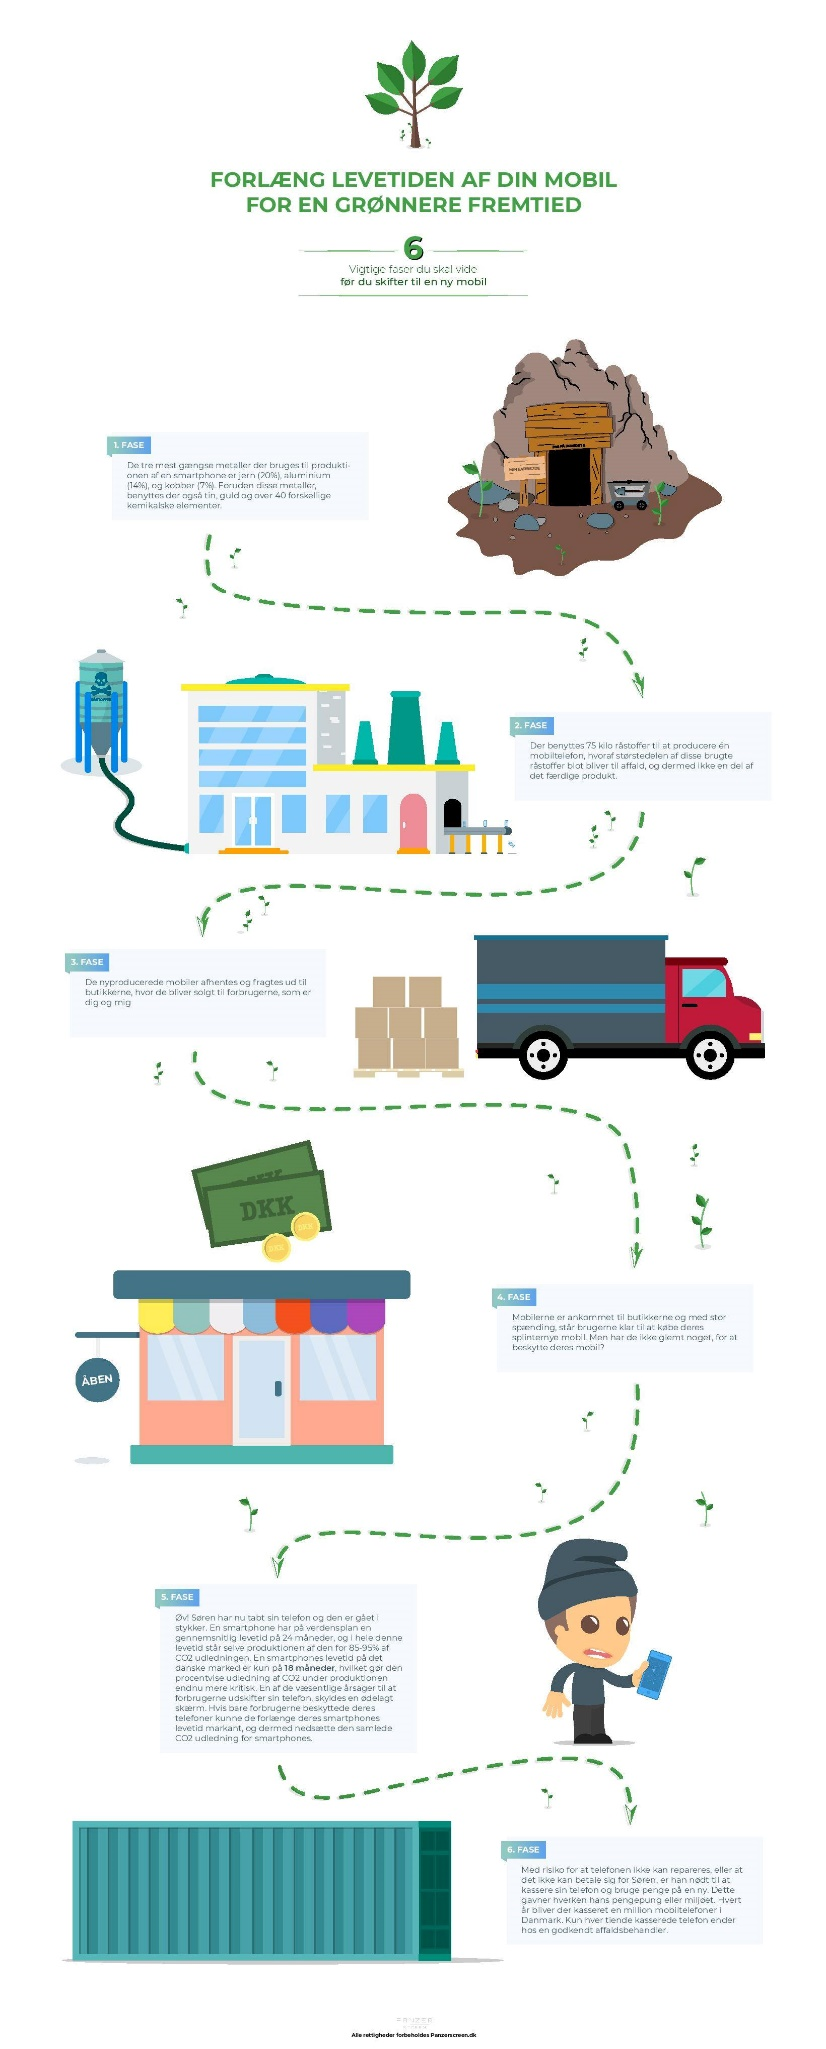 FORLÆNG LEVETIDEN AF DIN MOBIL
FOR EN GRØNNERE FREMTIED
6
Vigtige faser du skal vide
før du skifter til en ny mobil
1. FASE
De tre mest gængse metaller der bruges til produkti-
onen af en smartphone er jern (20%), aluminium
(14%), og kobber (7%). Foruden disse metaller,
benyttes der også tin, guld og over 40 forskellige
kemikalske elementer.
2. FASE
Der benyttes 75 kilo råstoffer til at producere én
mobiltelefon, hvoraf størstedelen af disse brugte
råstoffer blot bliver til affald, og dermed ikke en del af
det færdige produkt.
3. FASE
De nyproducerede mobiler afhentes og fragtes ud til
butikkerne, hvor de bliver solgt til forbrugerne, som er
dig og mig
DKK
DKK
4. FASE
Mobilerne er ankommet til butikkerne og med stor
spænding, står brugerne klar til at købe deres
splinternye mobil. Men har de ikke glemt noget, for at
beskytte deres mobil?
ÅBEN
5. FASE
Øv! Søren har nu tabt sin telefon og den er gået i
stykker. En smartphone har på verdensplan en
gennemsnitlig levetid på 24 måneder, og i hele denne
levetid står selve produktionen af den for 85-95% af
CO2 udledningen. En smartphones levetid på det
danske marked er kun på 18 måneder, hvilket gør den
procentvise udledning af CO2 under produktionen
endnu mere kritisk. En af de væsentlige årsager til at
forbrugerne udskifter sin telefon, skyldes en ødelagt
skærm. Hvis bare forbrugerne beskyttede deres
telefoner kunne de forlænge deres smartphones
levetid markant, og dermed nedsætte den samlede
CO2 udledning for smartphones.
6. FASE
Med risiko for at telefonen ikke kan repareres, eller at
det ikke kan betale sig for Søren, er han nødt til at
kassere sin telefon og bruge penge på en ny. Dette
gavner hverken hans pengepung eller miljøet. Hvert
år bliver der kasseret en million mobiltelefoner i
Danmark. Kun hver tiende kasserede telefon ender
hos en godkendt affaldsbehandler.
PANZER
Alle rettigheder forbeholdes Panzerscreen.dk